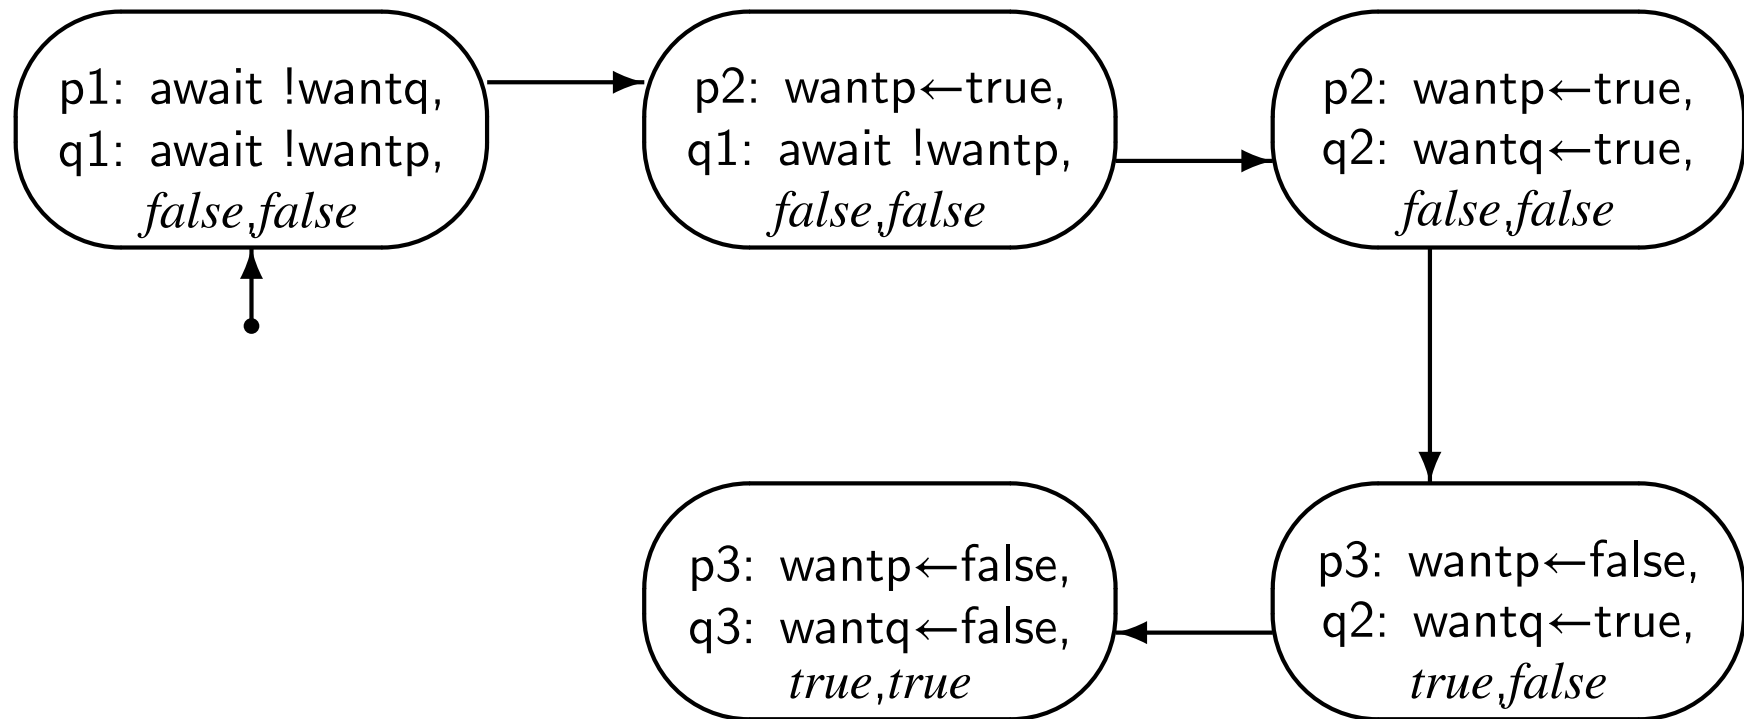 p1: await !wantq,
q1: await !wantp,
false,false
p2: wantp←true,
q1: await !wantp,
false,false
p2: wantp←true,
q2: wantq←true,
false,false
p3: wantp←false,
q3: wantq←false,
true,true
p3: wantp←false,
q2: wantq←true,
true,false